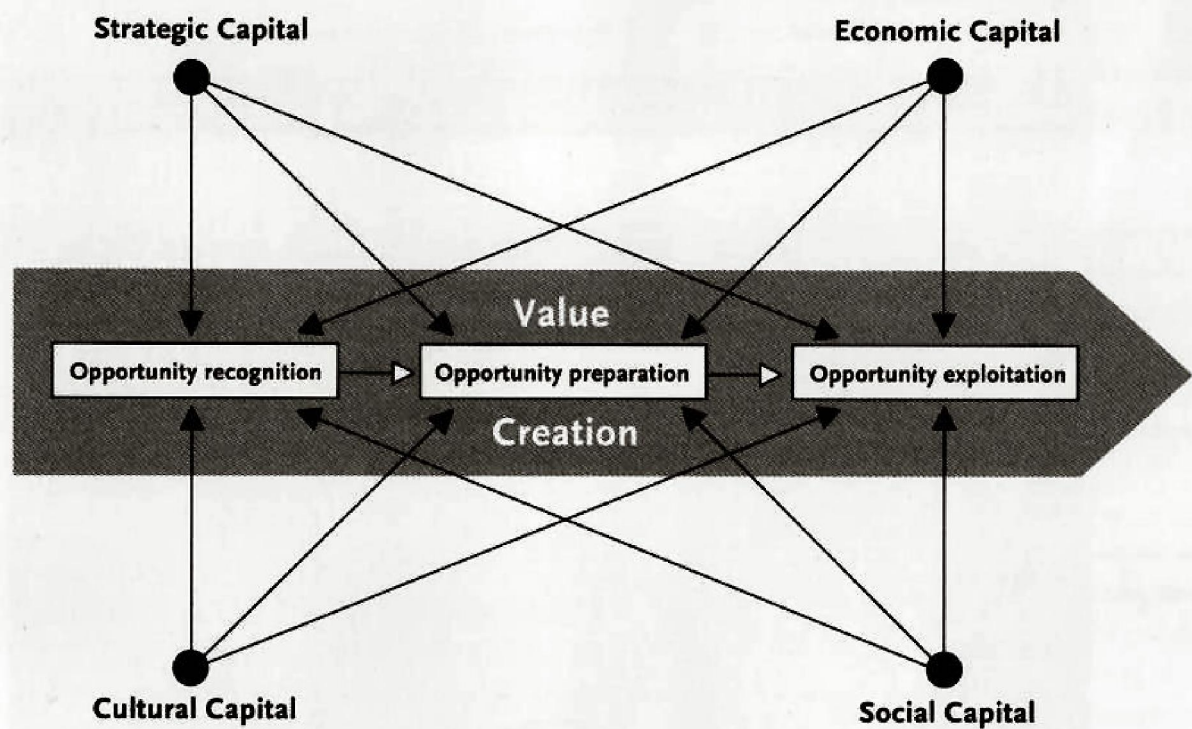 Strategic Capital
Economic Capital
Value
Opportunity recognition
Opportunity preparation
Opportunity exploitation
Creation
Cultural Capital
Social Capital